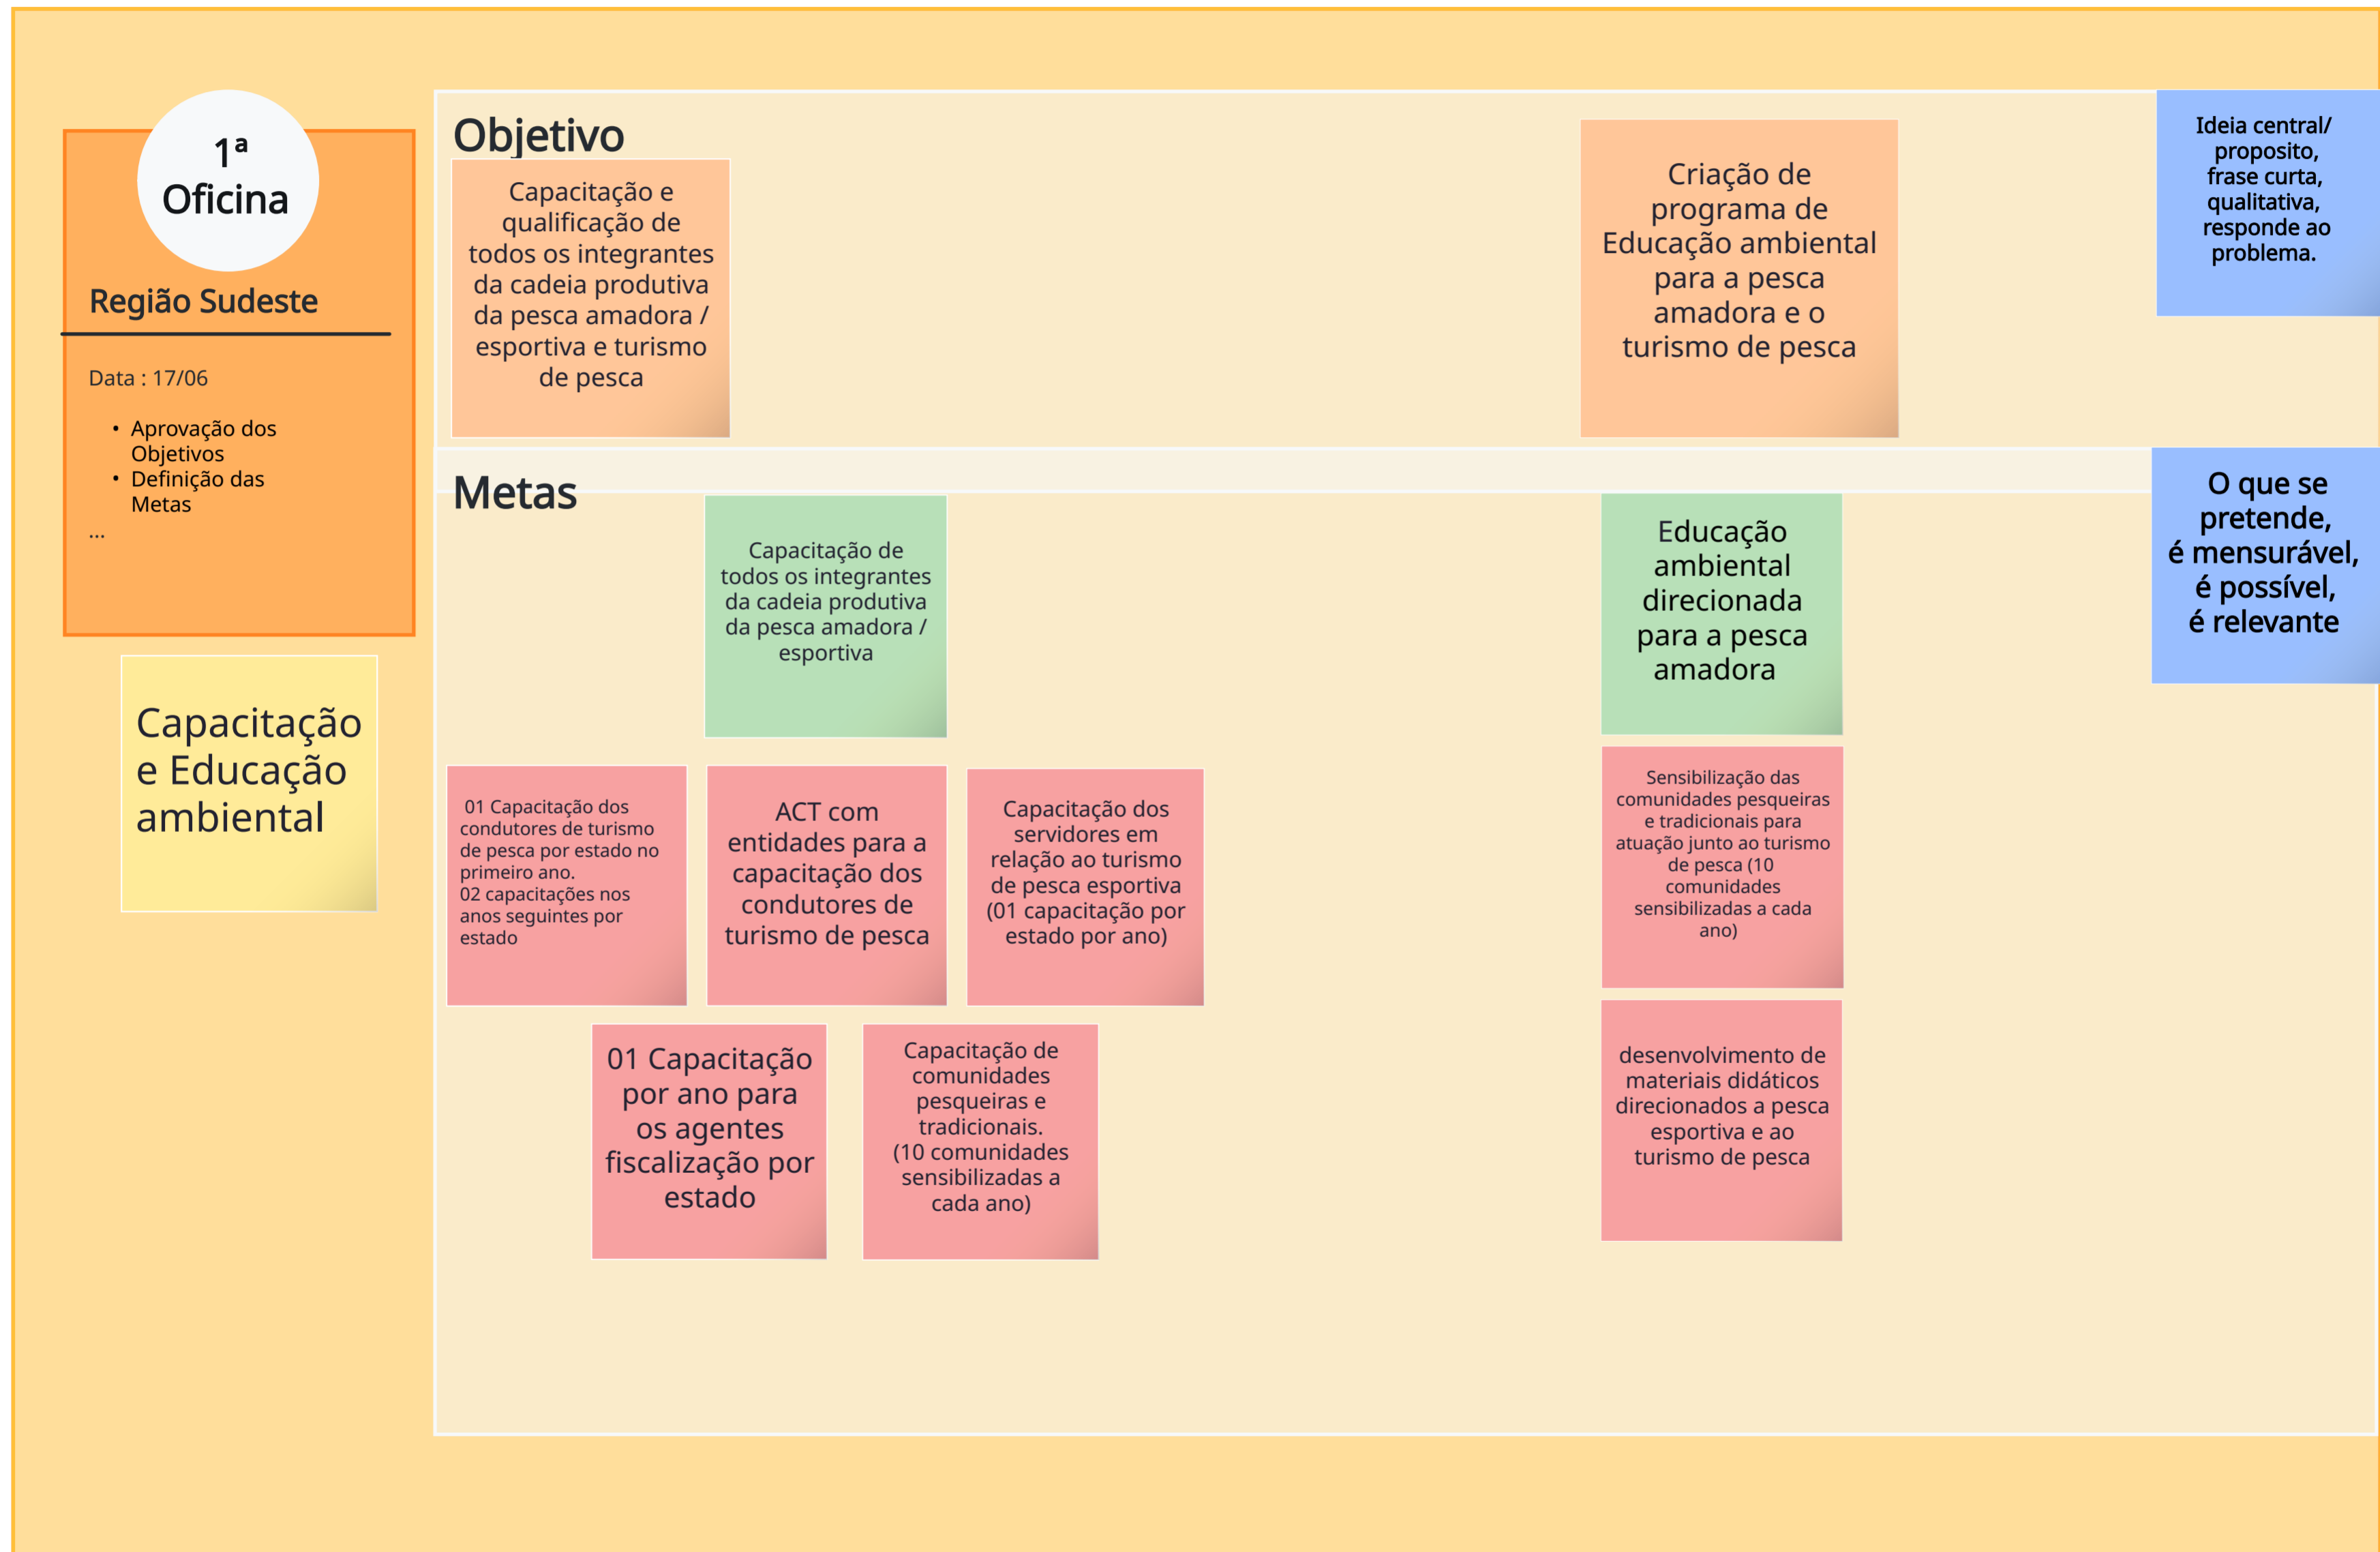 1ª
Oficina
Região Sudeste
Data : 17/06
• Aprovação dos
Objetivos
• Definição das
Metas
...
Capacitação
e Educação
ambiental
Objetivo
Capacitação e
qualificação de
todos os integrantes
da cadeia produtiva
da pesca amadora /
esportiva e turismo
de pesca
Criação de
programa de
Educação ambiental
para a pesca
amadora e o
turismo de pesca
Ideia central/
proposito,
frase curta,
qualitativa,
responde ao
problema.
Metas
Capacitação de
todos os integrantes
da cadeia produtiva
da pesca amadora /
esportiva
Educação
ambiental
direcionada
para a pesca
amadora
O que se
pretende,
é mensurável,
é possível,
é relevante
01 Capacitação dos
condutores de turismo
de pesca por estado no
primeiro ano.
02 capacitações nos
anos seguintes por
estado
ACT com
entidades para a
capacitação dos
condutores de
turismo de pesca
Capacitação dos
servidores em
relação ao turismo
de pesca esportiva
(01 capacitação por
estado por ano)
Sensibilização das
comunidades pesqueiras
e tradicionais para
atuação junto ao turismo
de pesca (10
comunidades
sensibilizadas a cada
ano)
01 Capacitação
por ano para
os agentes
fiscalização por
estado
Capacitação de
comunidades
pesqueiras e
tradicionais.
(10 comunidades
sensibilizadas a
cada ano)
desenvolvimento de
materiais didáticos
direcionados a pesca
esportiva e ao
turismo de pesca